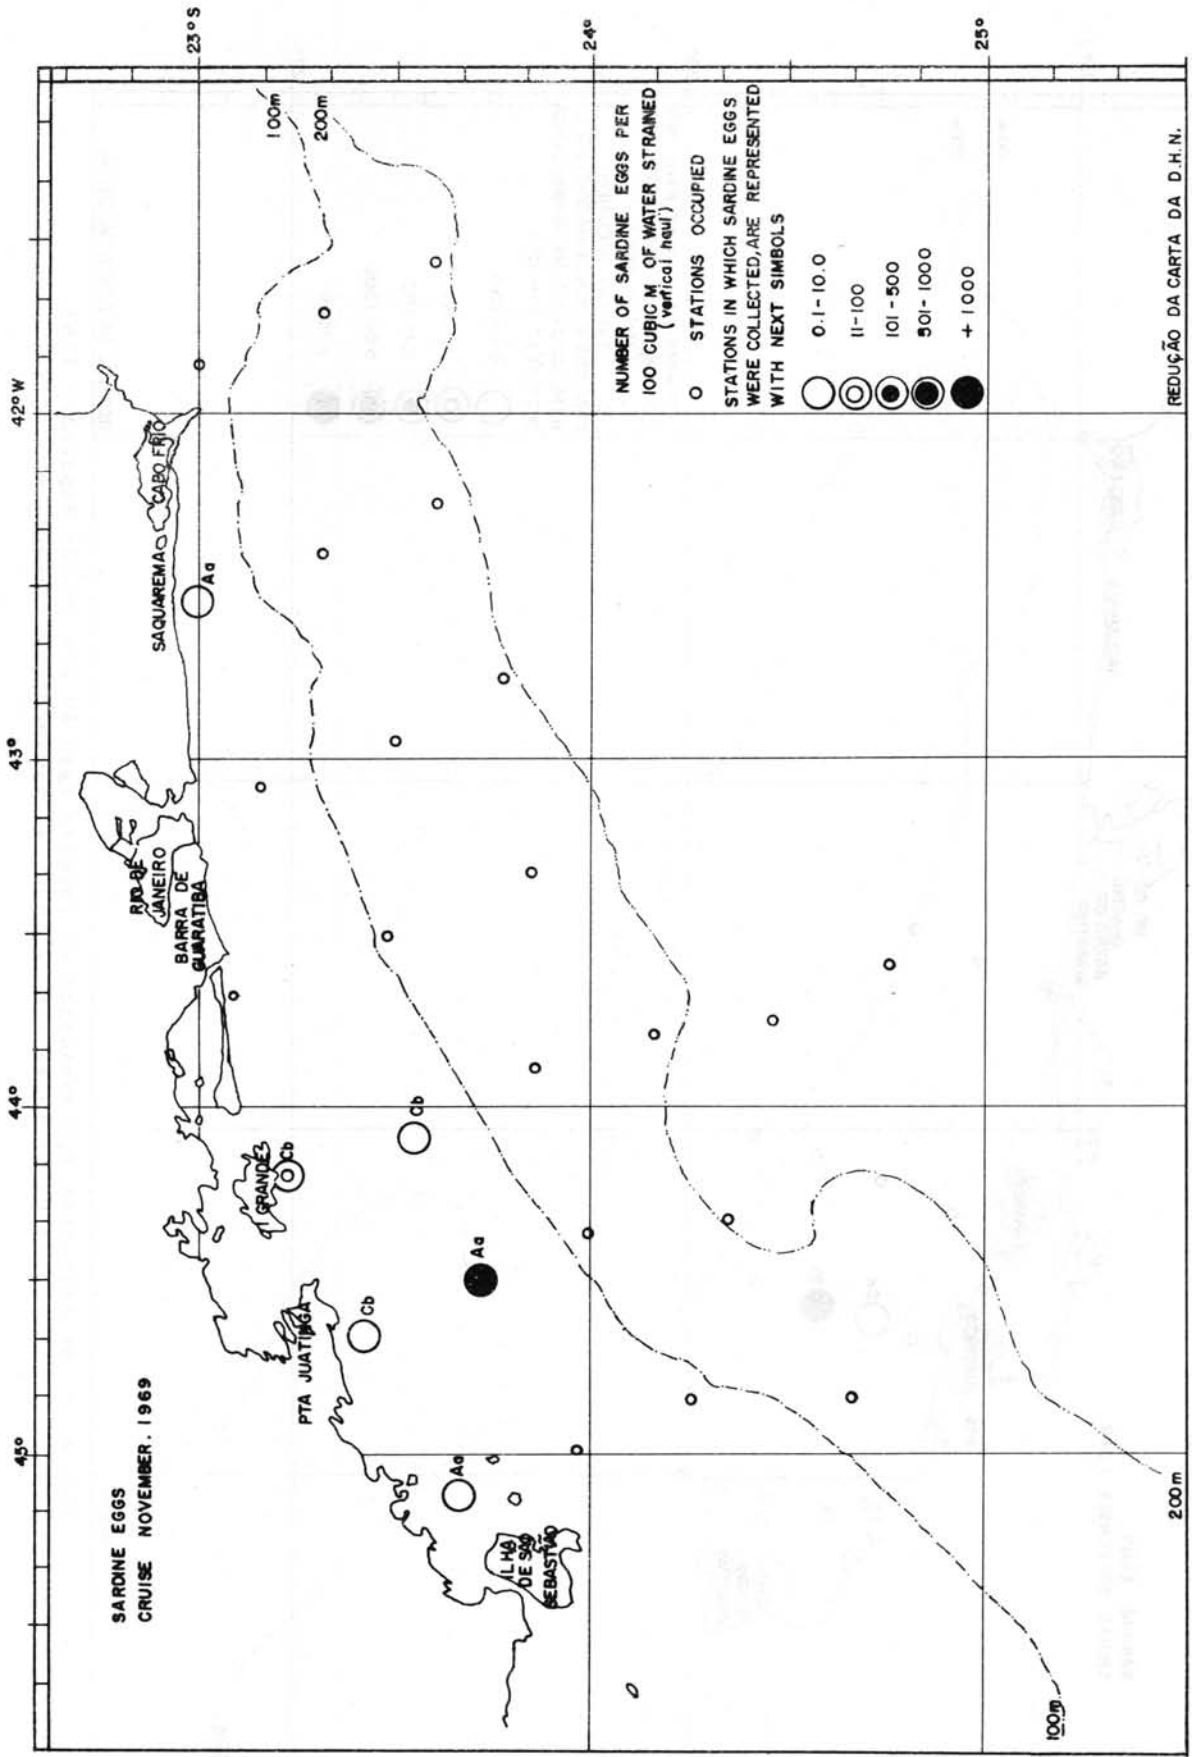 SARDINE EGGS
CRUISE NOVEMBER. 1969
45°
44°
43°
42°W
23°S
24°
25°
RIO DE
JANEIRO
BARRA DE
GUARATIBA
SAQUAREMA
CABO FRIO
I GRANDE
PTA JUATINGA
ILHA
DE SAO
SEBASTIÃO
Aa
Cb
Cb
Aa
Cb
Aa
100m
200m
100m
200m
NUMBER OF SARDINE EGGS PER
100 CUBIC M OF WATER STRAINED
(vertical haul)
STATIONS OCCUPIED
STATIONS IN WHICH SARDINE EGGS
WERE COLLECTED, ARE REPRESENTED
WITH NEXT SIMBOLS
0.1-10.0
11-100
101-500
501-1000
+1000
REDUÇÃO DA CARTA DA D.H.N.